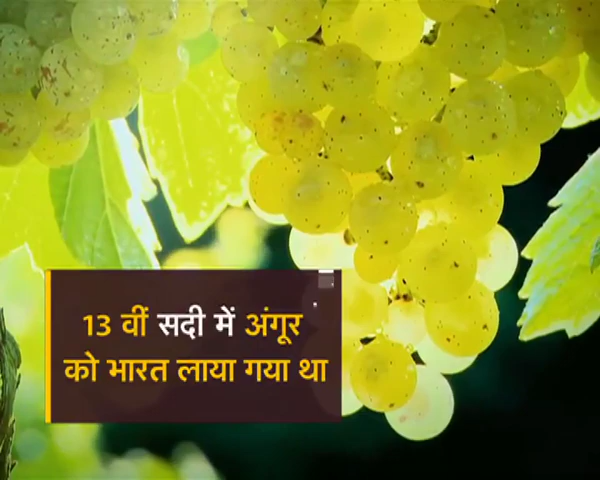 13 वीं सदी में अंगूर
को भारत लाया गया था